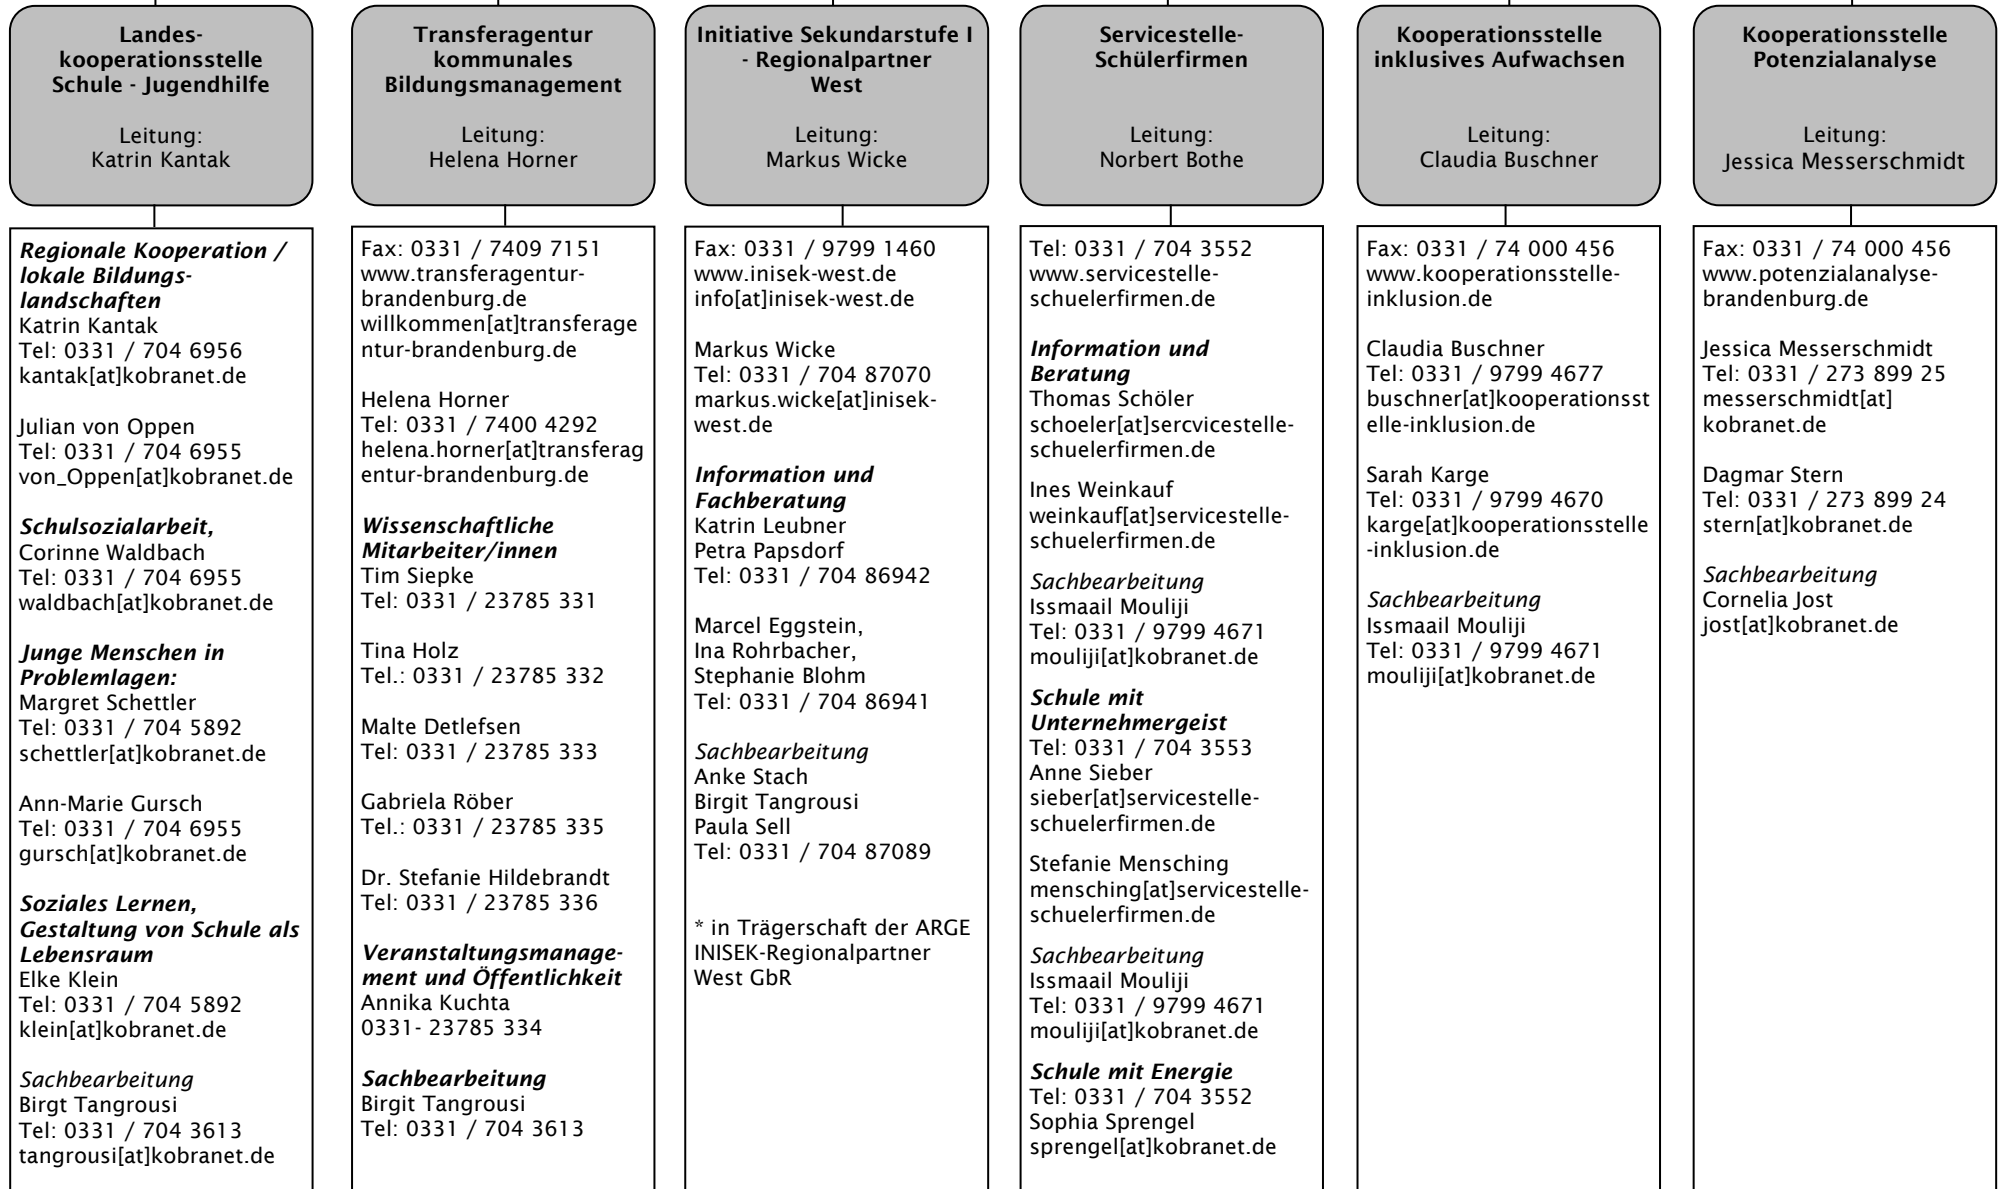 Landes-
kooperationsstelle
Schule - Jugendhilfe
Leitung:
Katrin Kantak
Regionale Kooperation /
lokale Bildungs-
landschaften
Katrin Kantak
Tel: 0331 / 704 6956
kantak[at]kobranet.de
Julian von Oppen
Tel: 0331 / 704 6955
von_Oppen[at]kobranet.de
Schulsozialarbeit,
Corinne Waldbach
Tel: 0331 / 704 6955
waldbach[at]kobranet.de
Junge Menschen in
Problemlagen:
Margret Schettler
Tel: 0331 / 704 5892
schettler[at]kobranet.de
Ann-Marie Gursch
Tel: 0331 / 704 6955
gursch[at]kobranet.de
Soziales Lernen,
Gestaltung von Schule als
Lebensraum
Elke Klein
Tel: 0331 / 704 5892
klein[at]kobranet.de
Sachbearbeitung
Birgt Tangrousi
Tel: 0331 / 704 3613
tangrousi[at]kobranet.de
Transferagentur
kommunales
Bildungsmanagement
Leitung:
Helena Horner
Fax: 0331 / 7409 7151
www.transferagentur-
brandenburg.de
willkommen[at]transferage
ntur-brandenburg.de
Helena Horner
Tel: 0331 / 7400 4292
helena.horner[at]transferag
entur-brandenburg.de
Wissenschaftliche
Mitarbeiter/innen
Tim Siepke
Tel: 0331 / 23785 331
Tina Holz
Tel.: 0331 / 23785 332
Malte Detlefsen
Tel: 0331 / 23785 333
Gabriela Röber
Tel.: 0331 / 23785 335
Dr. Stefanie Hildebrandt
Tel: 0331 / 23785 336
Veranstaltungsmanage-
ment und Öffentlichkeit
Annika Kuchta
0331- 23785 334
Sachbearbeitung
Birgit Tangrousi
Tel: 0331 / 704 3613
Initiative Sekundarstufe I
- Regionalpartner
West
Leitung:
Markus Wicke
Fax: 0331 / 9799 1460
www.inisek-west.de
info[at]inisek-west.de
Markus Wicke
Tel: 0331 / 704 87070
markus.wicke[at]inisek-
west.de
Information und
Fachberatung
Katrin Leubner
Petra Papsdorf
Tel: 0331 / 704 86942
Marcel Eggstein,
Ina Rohrbacher,
Stephanie Blohm
Tel: 0331 / 704 86941
Sachbearbeitung
Anke Stach
Birgit Tangrousi
Paula Sell
Tel: 0331 / 704 87089
* in Trägerschaft der ARGE
INISEK-Regionalpartner
West GbR
Servicestelle-
Schülerfirmen
Leitung:
Norbert Bothe
Tel: 0331 / 704 3552
www.servicestelle-
schuelerfirmen.de
Information und
Beratung
Thomas Schöler
schoeler[at]sercvicestelle-
schuelerfirmen.de
Ines Weinkauf
weinkauf[at]servicestelle-
schuelerfirmen.de
Sachbearbeitung
Issmaail Mouliji
Tel: 0331 / 9799 4671
mouliji[at]kobranet.de
Schule mit
Unternehmergeist
Tel: 0331 / 704 3553
Anne Sieber
sieber[at]servicestelle-
schuelerfirmen.de
Stefanie Mensching
mensching[at]servicestelle-
schuelerfirmen.de
Sachbearbeitung
Issmaail Mouliji
Tel: 0331 / 9799 4671
mouliji[at]kobranet.de
Schule mit Energie
Tel: 0331 / 704 3552
Sophia Sprengel
sprengel[at]kobranet.de
Kooperationsstelle
inklusives Aufwachsen
Leitung:
Claudia Buschner
Fax: 0331 / 74 000 456
www.kooperationsstelle-
inklusion.de
Claudia Buschner
Tel: 0331 / 9799 4677
buschner[at]kooperationsst
elle-inklusion.de
Sarah Karge
Tel: 0331 / 9799 4670
karge[at]kooperationsstelle
-inklusion.de
Sachbearbeitung
Issmaail Mouliji
Tel: 0331 / 9799 4671
mouliji[at]kobranet.de
Kooperationsstelle
Potenzialanalyse
Leitung:
Jessica Messerschmidt
Fax: 0331 / 74 000 456
www.potenzialanalyse-
brandenburg.de
Jessica Messerschmidt
Tel: 0331 / 273 899 25
messerschmidt[at]
kobranet.de
Dagmar Stern
Tel: 0331 / 273 899 24
stern[at]kobranet.de
Sachbearbeitung
Cornelia Jost
jost[at]kobranet.de